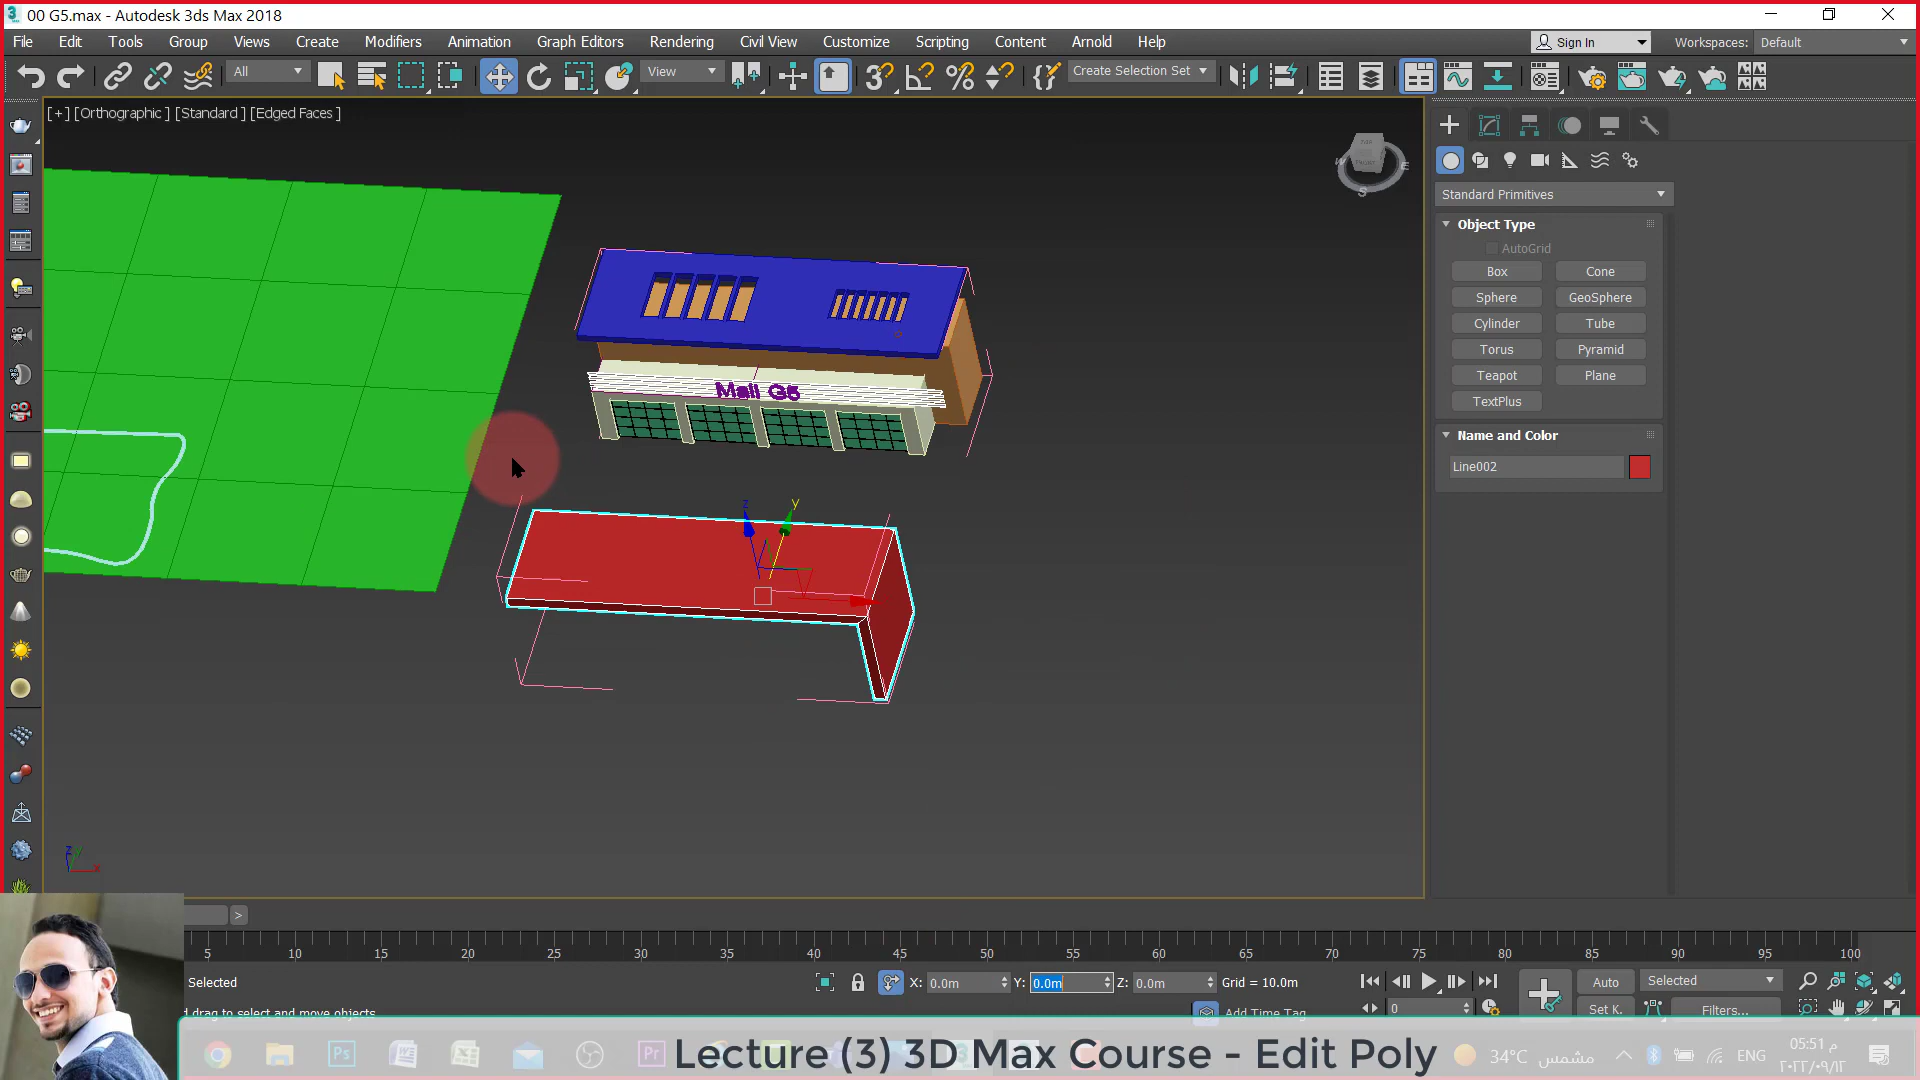 00 G5.max - Autodesk 3ds Max 2018
File Edit Tools Group Views Create Modifiers Animation Graph Editors Rendering Civil View Customize Scripting Content Arnold Help
Sign In Workspaces: Default
All View Create Selection Set
[+] [Orthographic ] [Standard ] [Edged Faces ]
Standard Primitives
Object Type
AutoGrid
Box Cone
Sphere GeoSphere
Cylinder Tube
Torus Pyramid
Teapot Plane
TextPlus
Name and Color
Line002
Mall G5
z y
W E
S
z
x
>
5 10 15 20 25 30 35 40 45 50 55 60 65 70 75 80 85 90 95 100
Selected X: 0.0m Y: 0.0m Z: 0.0m Grid = 10.0m Auto Selected
drag to select and move objects Add Time Tag 0 Set K. Filters...
Lecture (3) 3D Max Course - Edit Poly
34°C مشمس ENG
05:51 م
٢٠٢٢/٠٩/١٢